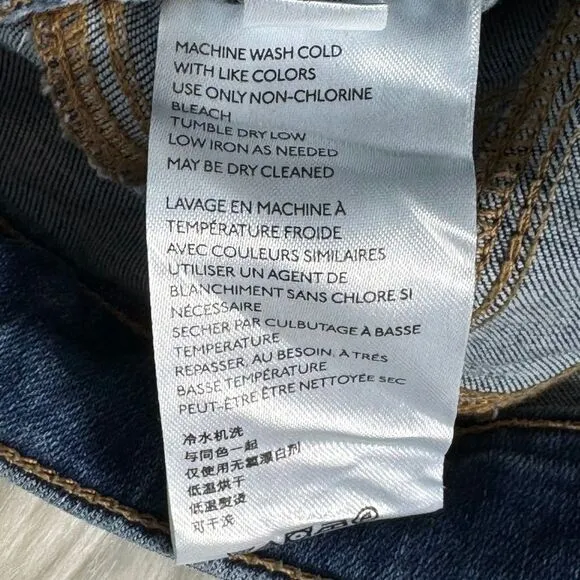 MACHINE WASH COLD
WITH LIKE COLORS
USE ONLY NON-CHLORINE
BLEACH
TUMBLE DRY LOW
LOW IRON AS NEEDED
MAY BE DRY CLEANED
LAVAGE EN MACHINE À
TEMPÉRATURE FROIDE
AVEC COULEURS SIMILAIRES
UTILISER UN AGENT DE
BLANCHIMENT SANS CHLORE SI
NÉCESSAIRE
SECHER PAR CULBUTAGE À BASSE
TEMPERATURE
REPASSER, AU BESOIN, A TRÉS
BASSE TEMPÉRATURE
PEUT-ÊTRE ÊTRE NETTOYÉE SEC
冷水机洗
与同色一起
仅使用无氯漂白剂
低温烘干
低温熨烫
可干洗